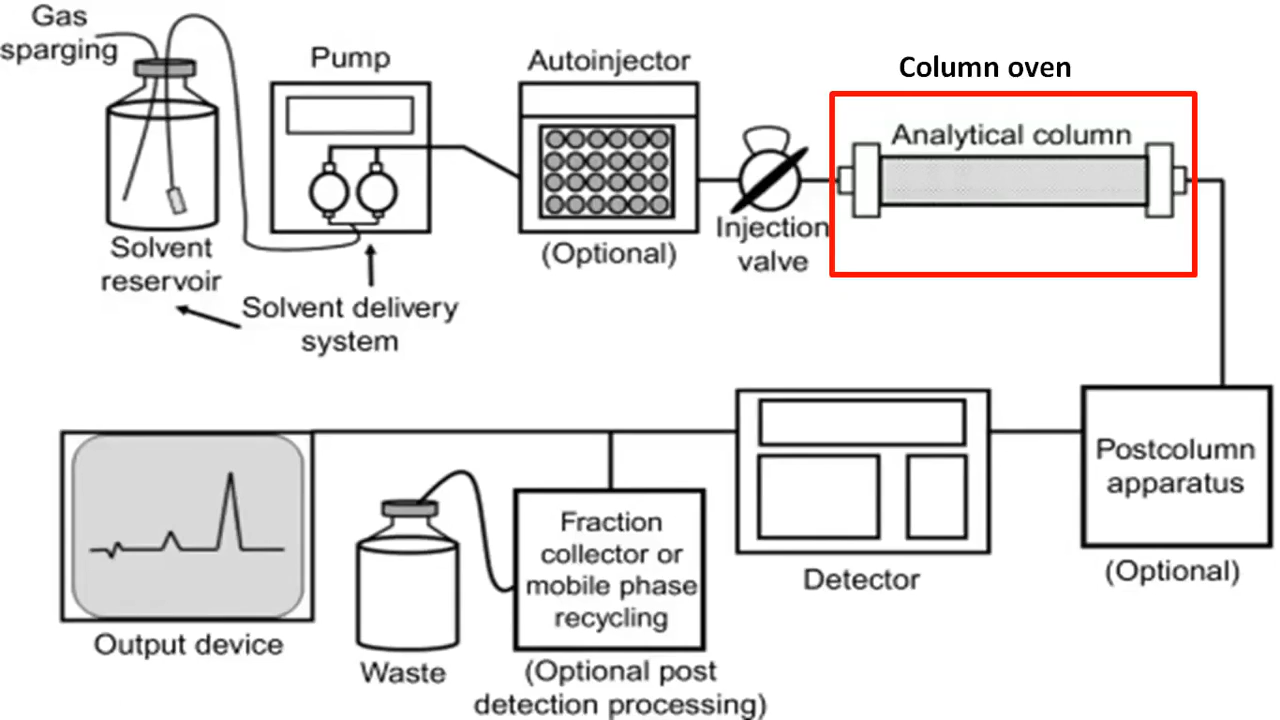 Gas
sparging
Pump
Autoinjector
Column oven
Analytical column
Solvent
reservoir
(Optional)
Injection
valve
Solvent delivery
system
Postcolumn
apparatus
(Optional)
Detector
Fraction
collector or
mobile phase
recycling
(Optional post
detection processing)
Waste
Output device